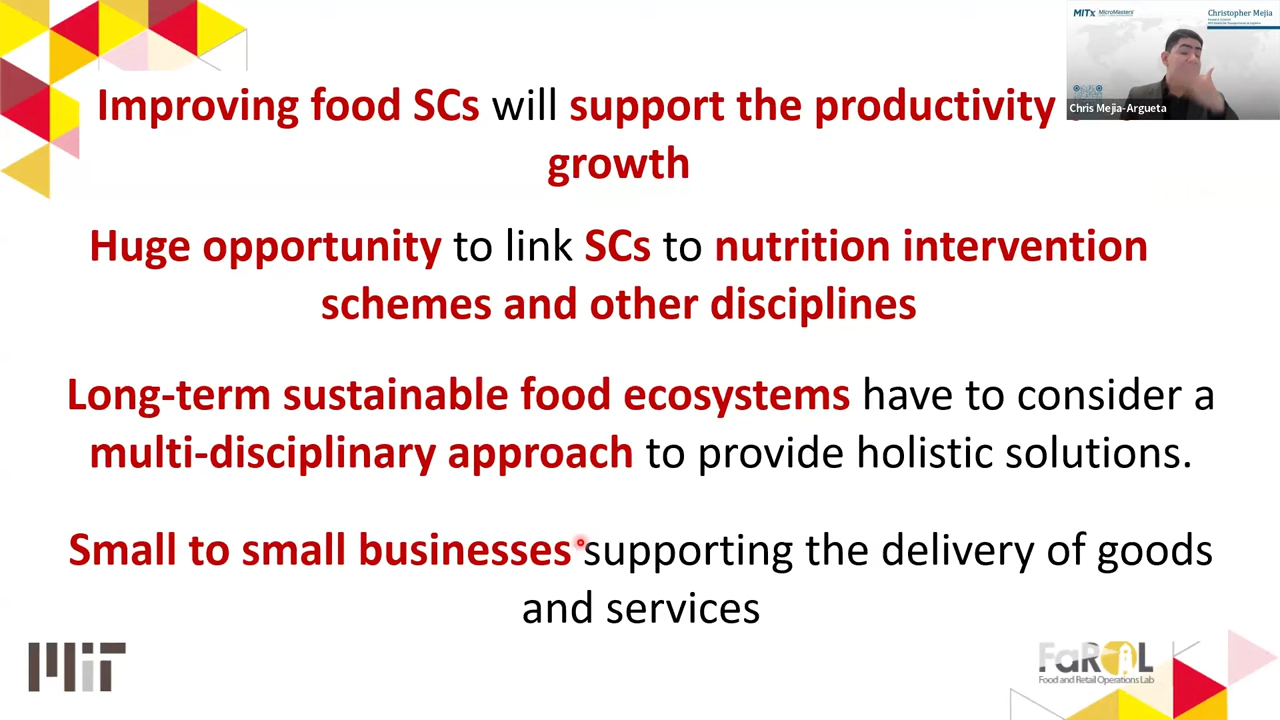 MITx MicroMasters
Christopher Mejia
Chris Mejia-Argueta
Improving food SCs will support the productivity
growth
Huge opportunity to link SCs to nutrition intervention
schemes and other disciplines
Long-term sustainable food ecosystems have to consider a
multi-disciplinary approach to provide holistic solutions.
Small to small businesses supporting the delivery of goods
and services
MIT
FaROL
Food and Retail Operations Lab